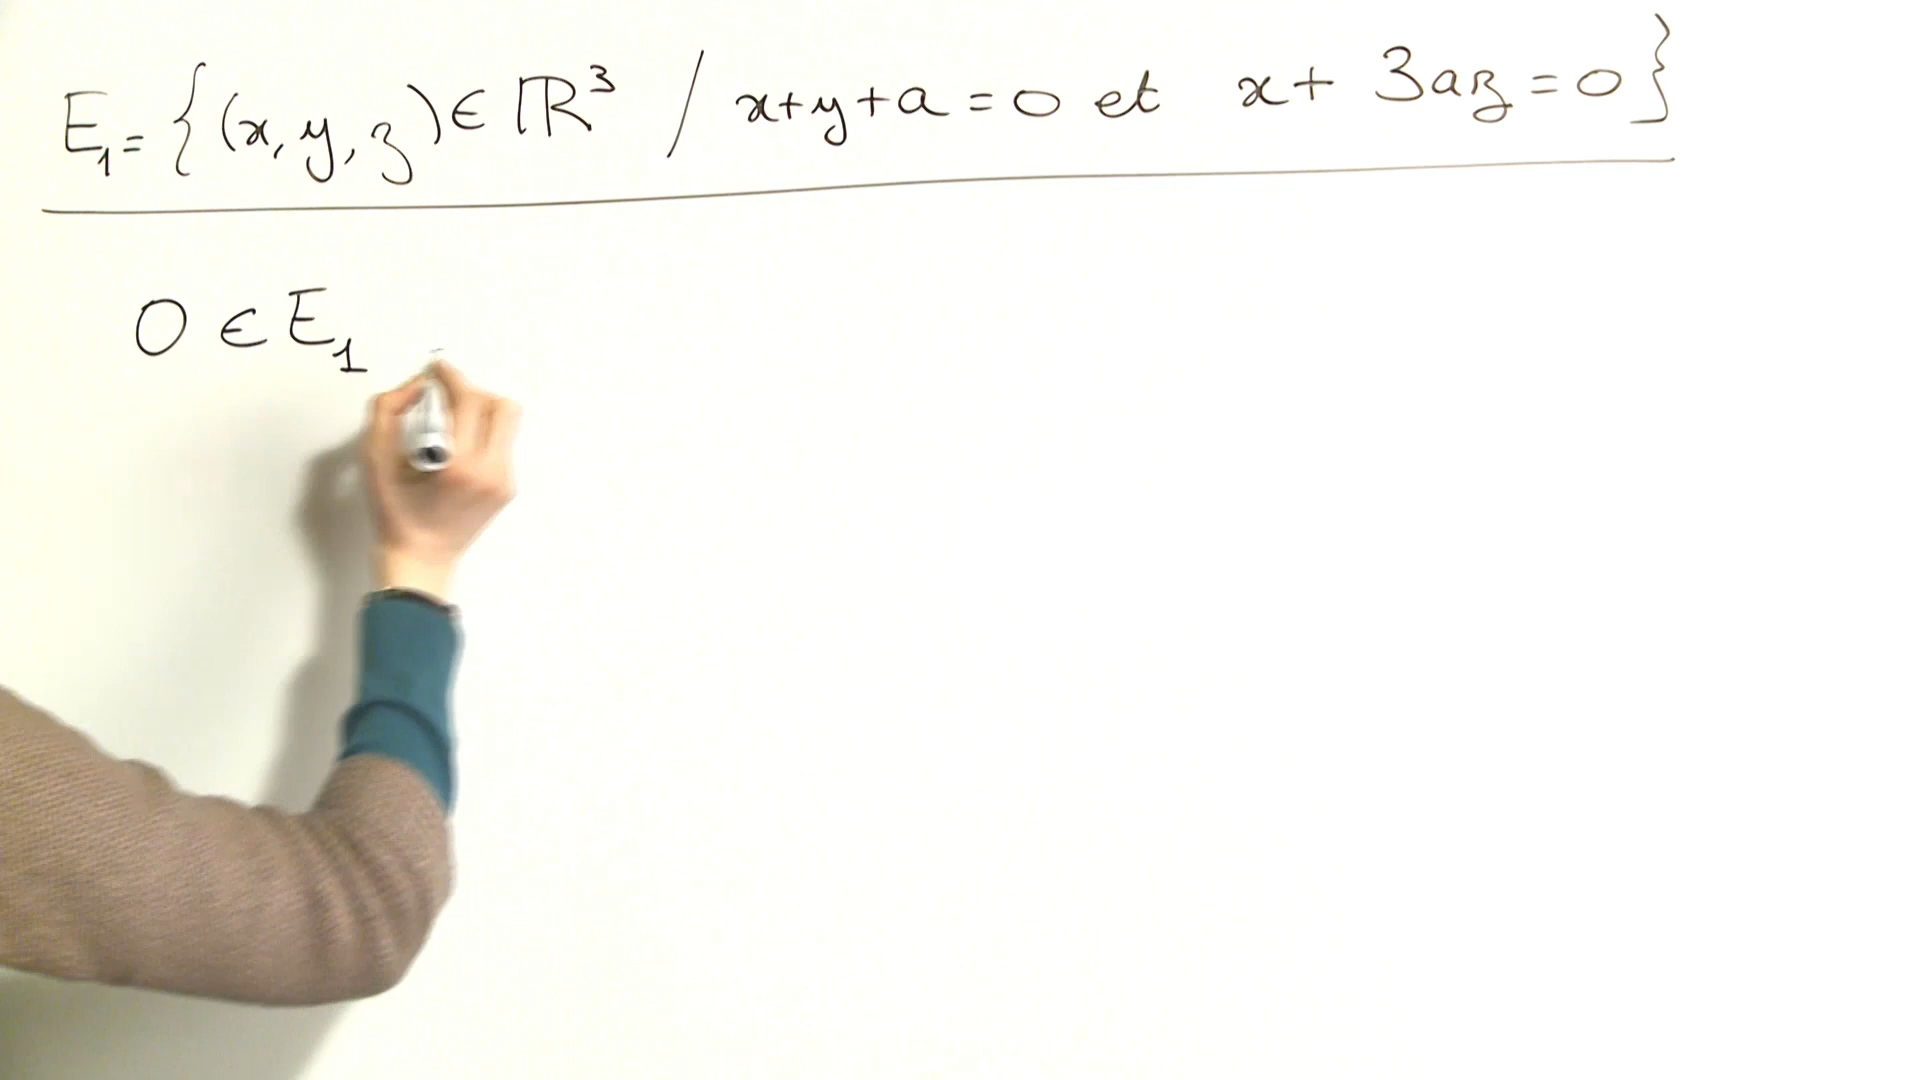 E₁ = {(x, y, z) ∈ ℝ³ / x+y+a = 0 et x + 3az = 0}
0 ∈ E₁